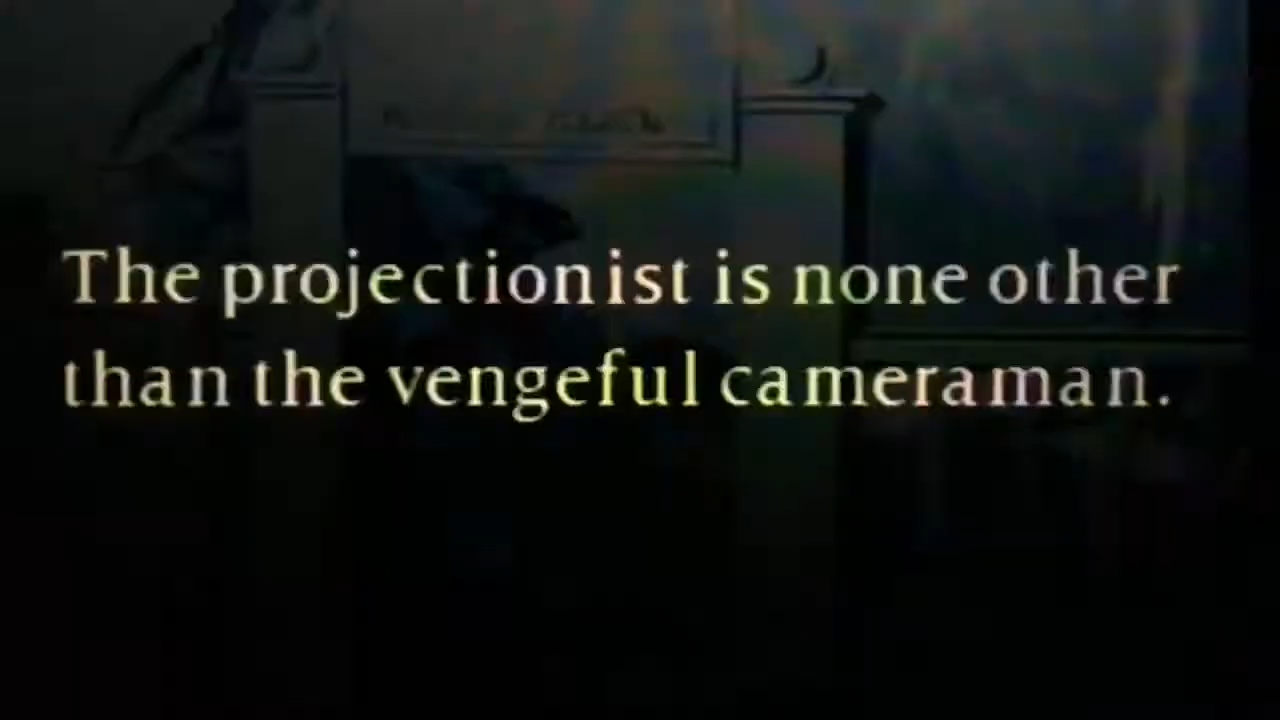 The projectionist is none other
than the vengeful cameraman.